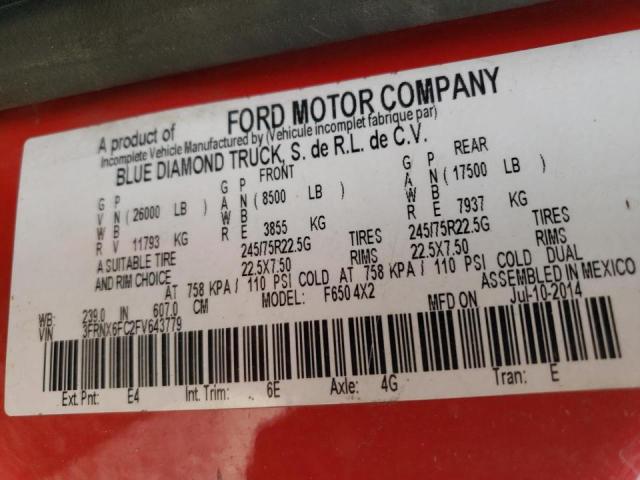 A product of FORD MOTOR COMPANY
Incomplete Vehicle Manufactured by (Vehicule incomplet fabrique par)
BLUE DIAMOND TRUCK, S. de R.L. de C.V.
G P FRONT G P REAR
G P A N ( 8500 LB ) A N ( 17500 LB )
V N ( 26000 LB ) W B W B
W B R E 3855 KG R E 7937 KG
R V 11793 KG 245/75R22.5G TIRES 245/75R22.5G TIRES
A SUITABLE TIRE 22.5X7.50 RIMS 22.5X7.50 RIMS
AND RIM CHOICE AT 758 KPA / 110 PSI COLD AT 758 KPA / 110 PSI COLD DUAL
WB: 239.0 IN 607.0 CM MODEL: F650 4X2 ASSEMBLED IN MEXICO
VIN 3FRNX6FC2FV643779 MFD ON Jul-10-2014
Ext. Pnt: E4 Int. Trim: 6E Axle: 4G Tran: E